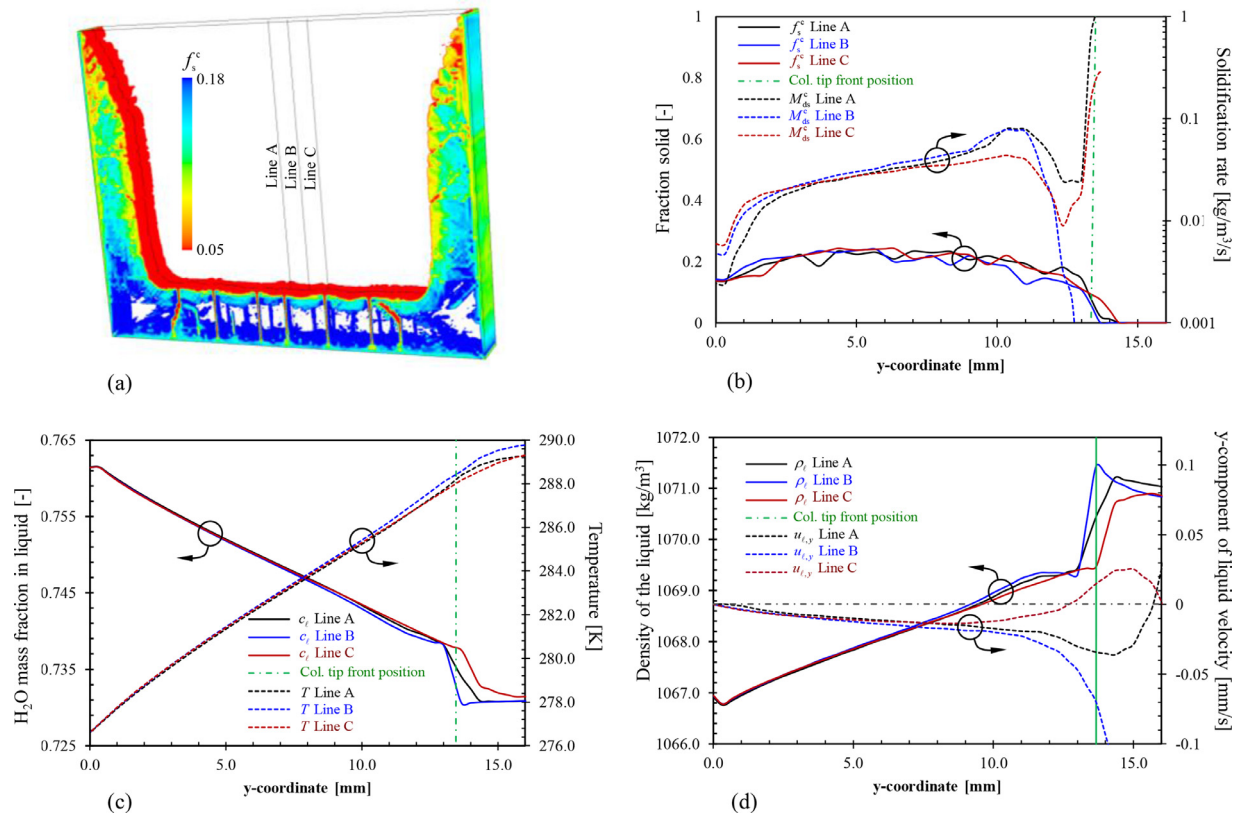 f_s^c
0.18
0.05
Line A
Line B
Line C
(a)
Fraction solid [-]
1
0.8
0.6
0.4
0.2
0
f_s^c Line A
f_s^c Line B
f_s^c Line C
Col. tip front position
M_ds^c Line A
M_ds^c Line B
M_ds^c Line C
1
0.1
0.01
0.001
Solidification rate [kg/m³/s]
0.0 5.0 10.0 15.0
y-coordinate [mm]
(b)
H₂O mass fraction in liquid [-]
0.765
0.755
0.745
0.735
0.725
c_ℓ Line A
c_ℓ Line B
c_ℓ Line C
Col. tip front position
T Line A
T Line B
T Line C
290.0
288.0
286.0
284.0
282.0
280.0
278.0
276.0
Temperature [K]
0.0 5.0 10.0 15.0
y-coordinate [mm]
(c)
Density of the liquid [kg/m³]
1072.0
1071.0
1070.0
1069.0
1068.0
1067.0
1066.0
ρ_ℓ Line A
ρ_ℓ Line B
ρ_ℓ Line C
Col. tip front position
u_ℓ,y Line A
u_ℓ,y Line B
u_ℓ,y Line C
0.1
0.05
0
-0.05
-0.1
y-component of liquid velocity [mm/s]
0.0 5.0 10.0 15.0
y-coordinate [mm]
(d)